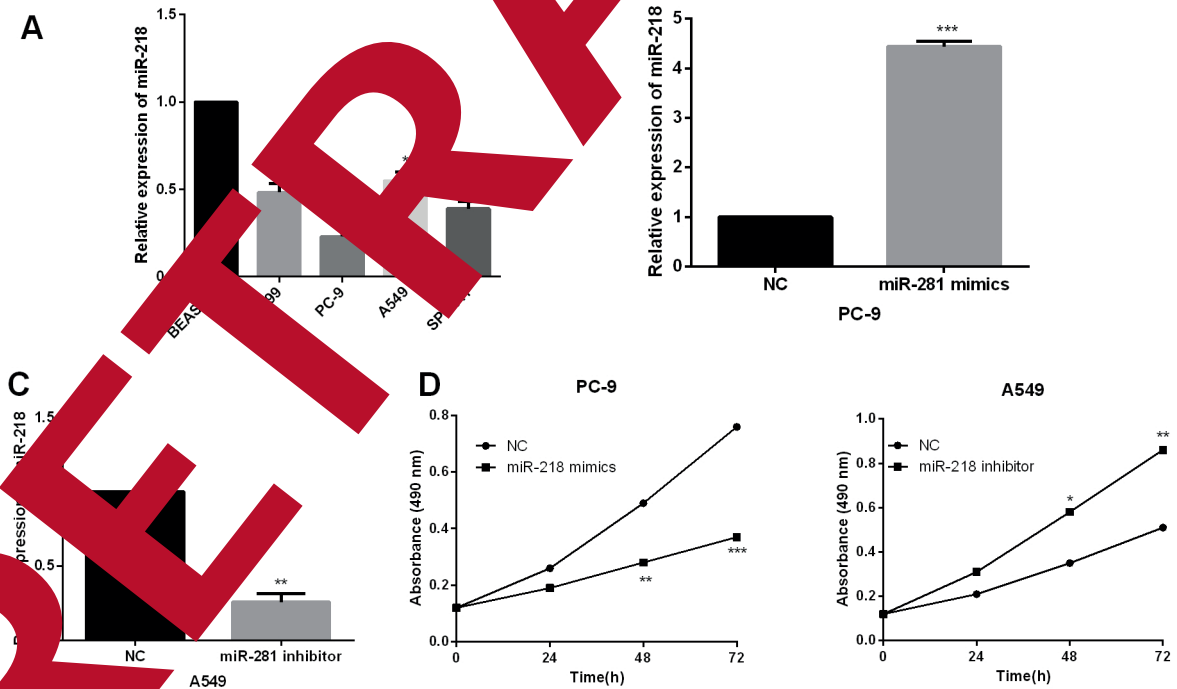 A
Relative expression of miR-218
1.5
1.0
0.5
0
PC-9
A549
*
Relative expression of miR-218
5
4
3
2
1
0
***
NC
miR-281 mimics
PC-9
C
1.5
0.5
miR-218
**
NC
miR-281 inhibitor
A549
D
PC-9
Absorbance (490 nm)
0.8
0.6
0.4
0.2
0.0
NC
miR-218 mimics
**
***
0
24
48
72
Time(h)
A549
Absorbance (490 nm)
1.0
0.8
0.6
0.4
0.2
0.0
NC
miR-218 inhibitor
*
**
0
24
48
72
Time(h)